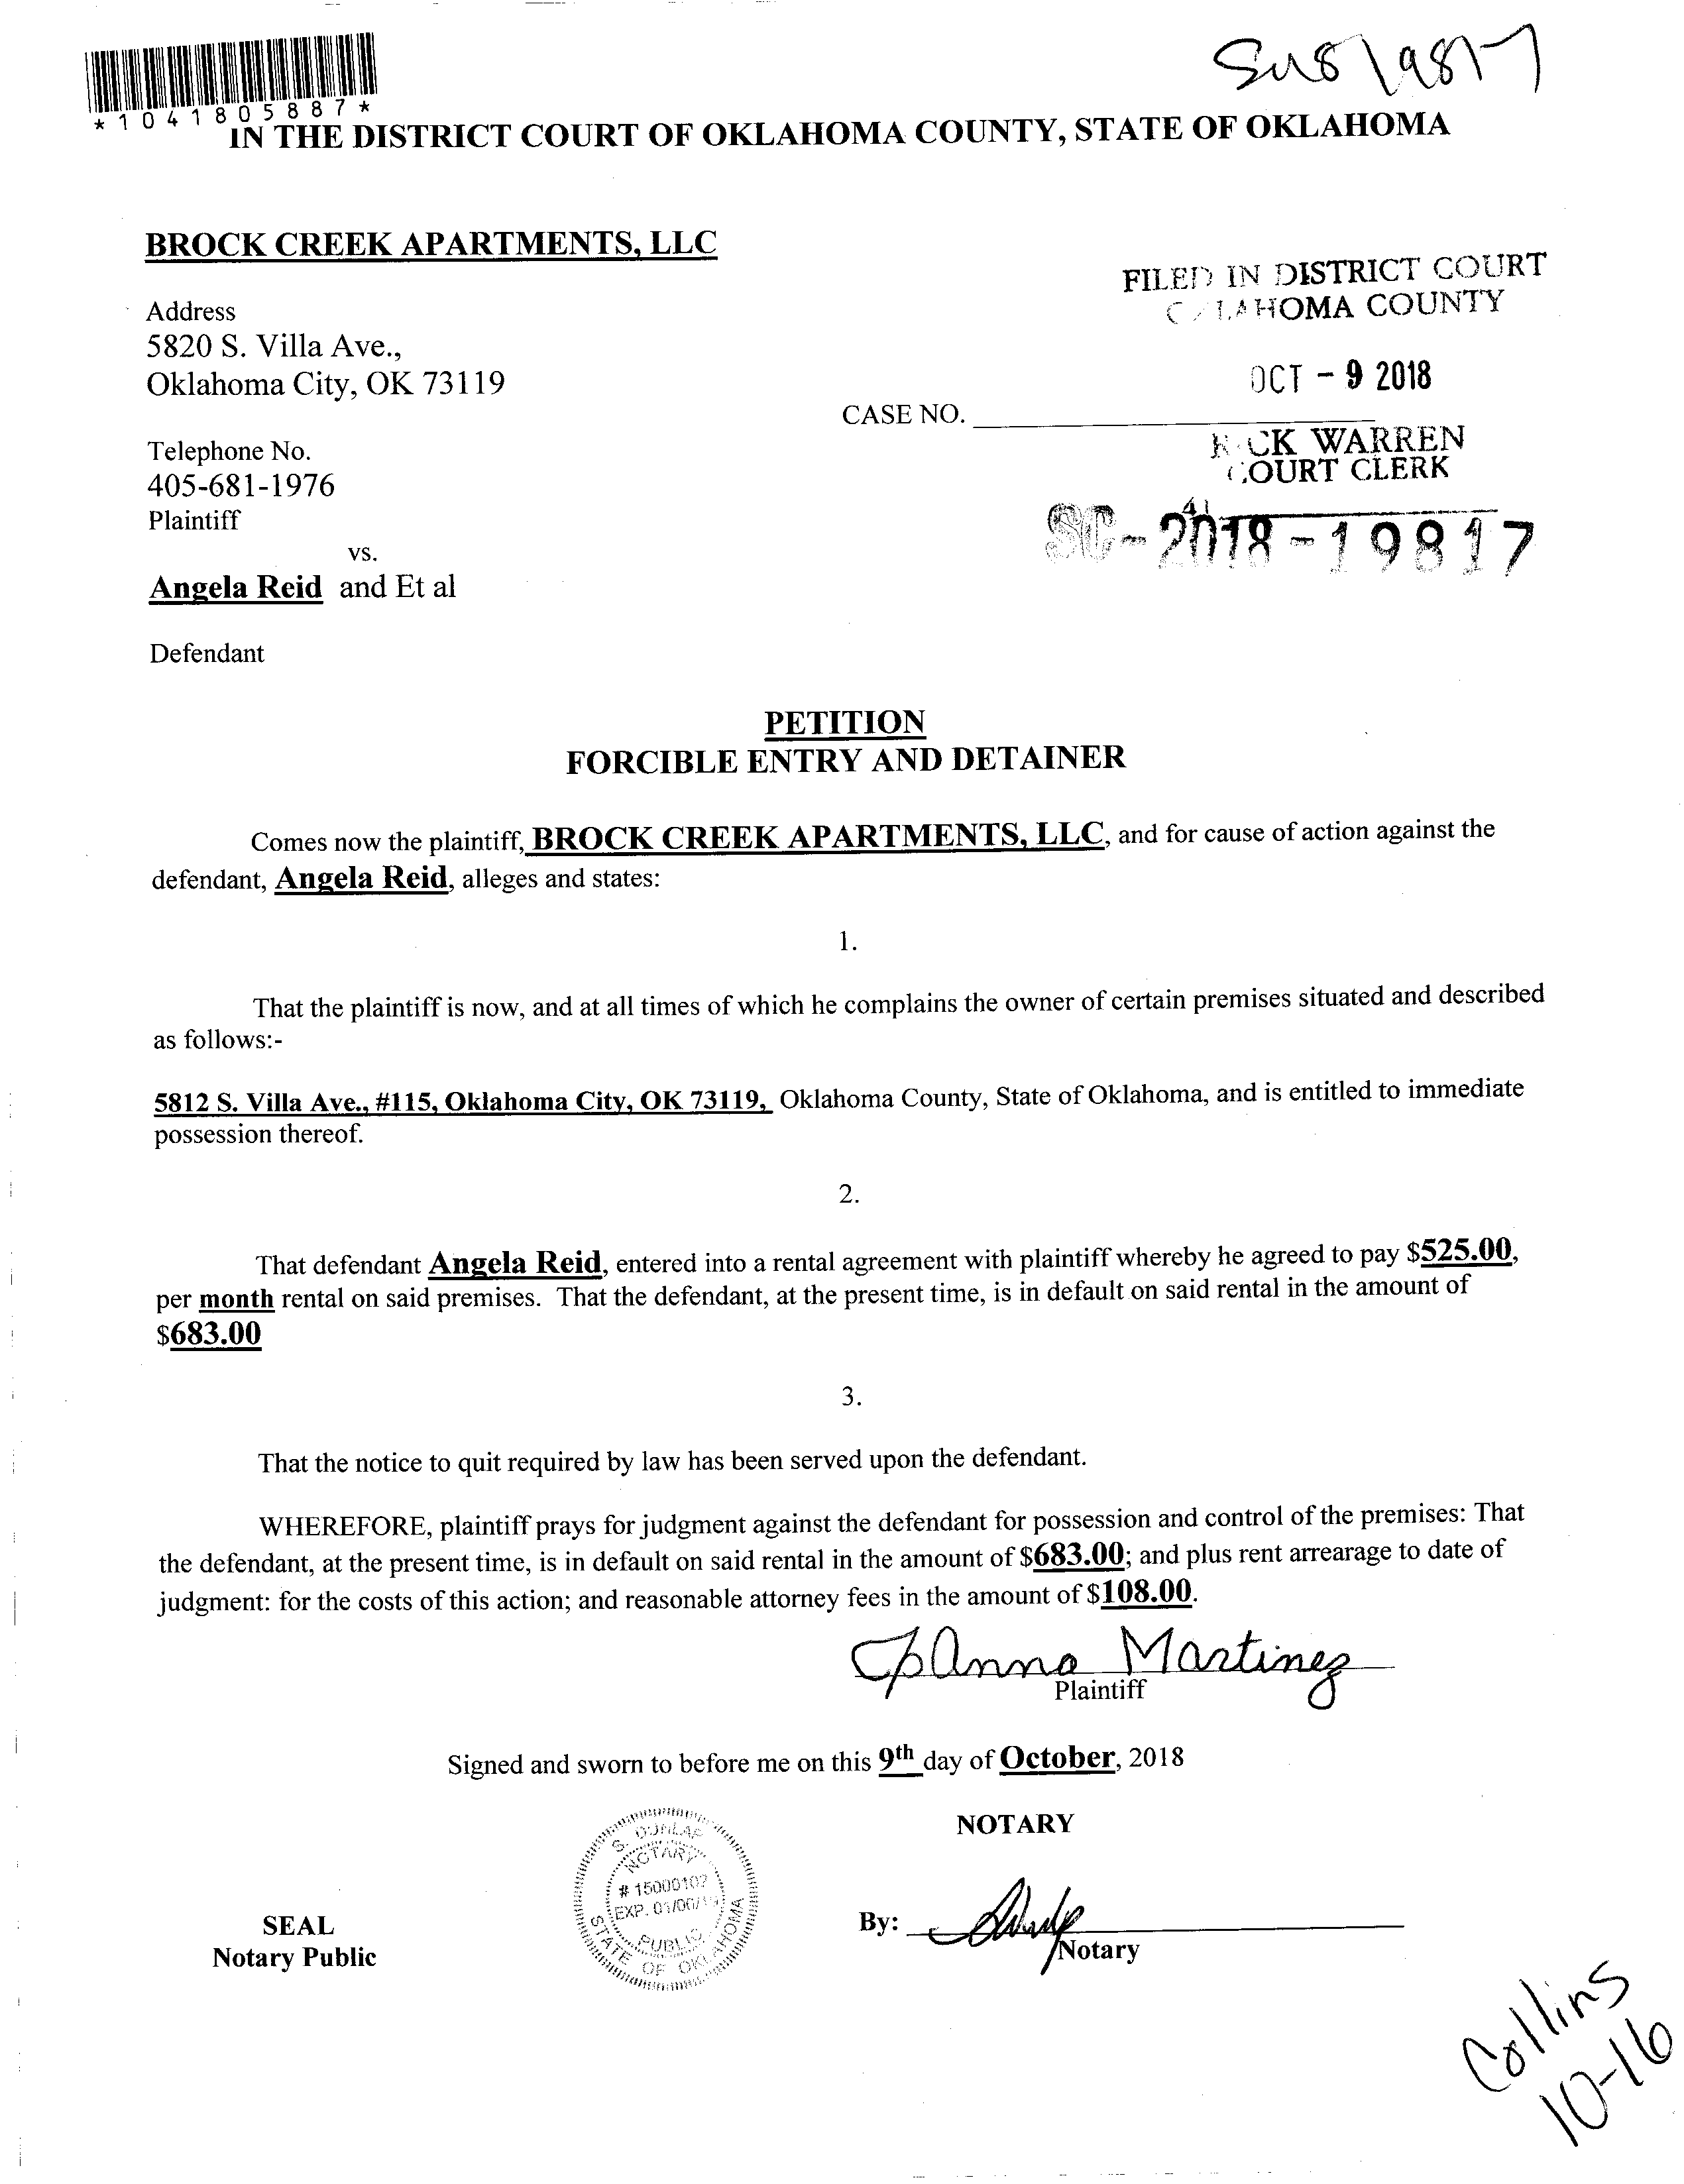 *1041805887*
IN THE DISTRICT COURT OF OKLAHOMA COUNTY, STATE OF OKLAHOMA
BROCK CREEK APARTMENTS, LLC
FILED IN DISTRICT COURT
OKLAHOMA COUNTY
Address
5820 S. Villa Ave.,
Oklahoma City, OK 73119
OCT - 9 2018
CASE NO.
RICK WARREN
COURT CLERK
Telephone No.
405-681-1976
Plaintiff
41
SC-2018-19817
vs.
Angela Reid and Et al
Defendant
PETITION
FORCIBLE ENTRY AND DETAINER
Comes now the plaintiff, BROCK CREEK APARTMENTS, LLC, and for cause of action against the
defendant, Angela Reid, alleges and states:
1.
That the plaintiff is now, and at all times of which he complains the owner of certain premises situated and described
as follows:-
5812 S. Villa Ave., #115, Oklahoma City, OK 73119, Oklahoma County, State of Oklahoma, and is entitled to immediate
possession thereof.
2.
That defendant Angela Reid, entered into a rental agreement with plaintiff whereby he agreed to pay $525.00,
per month rental on said premises. That the defendant, at the present time, is in default on said rental in the amount of
$683.00
3.
That the notice to quit required by law has been served upon the defendant.
WHEREFORE, plaintiff prays for judgment against the defendant for possession and control of the premises: That
the defendant, at the present time, is in default on said rental in the amount of $683.00; and plus rent arrearage to date of
judgment: for the costs of this action; and reasonable attorney fees in the amount of $108.00.
Martinez
Plaintiff
Signed and sworn to before me on this 9th day of October, 2018
NOTARY
S. DUNLAP
NOTARY
# 15000107
EXP. 01/06/19
PUBLIC
STATE OF OKLAHOMA
SEAL
Notary Public
By:
Notary
Collins
10-16